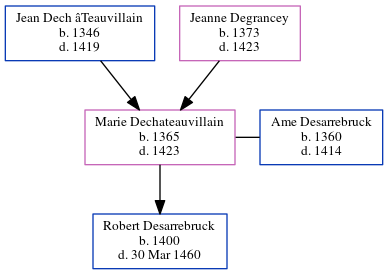 Jean Dech âTeauvillain
b. 1346
d. 1419
Jeanne Degrancey
b. 1373
d. 1423
Marie Dechateauvillain
b. 1365
d. 1423
Ame Desarrebruck
b. 1360
d. 1414
Robert Desarrebruck
b. 1400
d. 30 Mar 1460